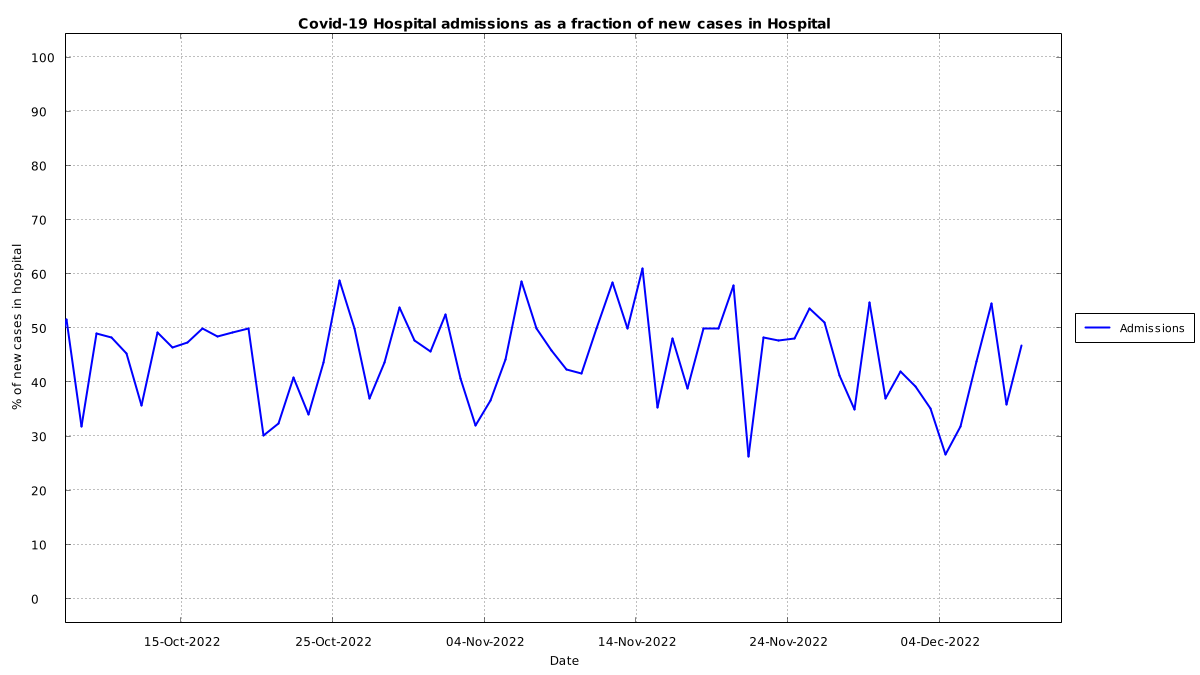 Covid-19 Hospital admissions as a fraction of new cases in Hospital
100
90
80
70
60
50
40
30
20
10
0
% of new cases in hospital
15-Oct-2022
25-Oct-2022
04-Nov-2022
14-Nov-2022
24-Nov-2022
04-Dec-2022
Date
Admissions